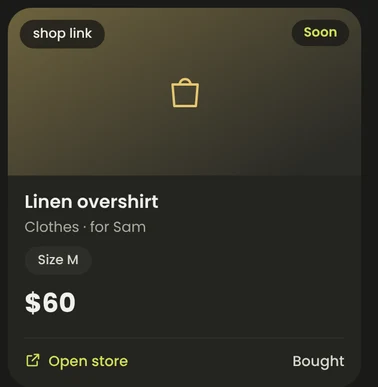 shop link
Soon
Linen overshirt
Clothes · for Sam
Size M
$60
Open store
Bought